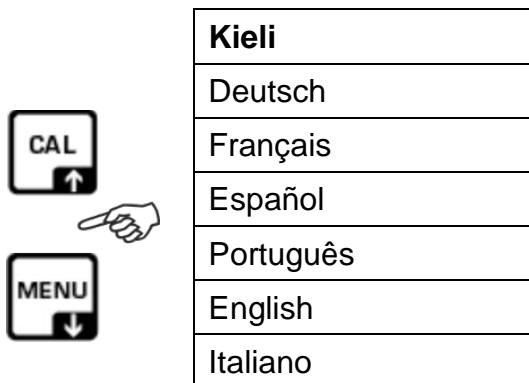 Kieli
Deutsch
CAL
Français
Español
Português
MENU
English
Italiano